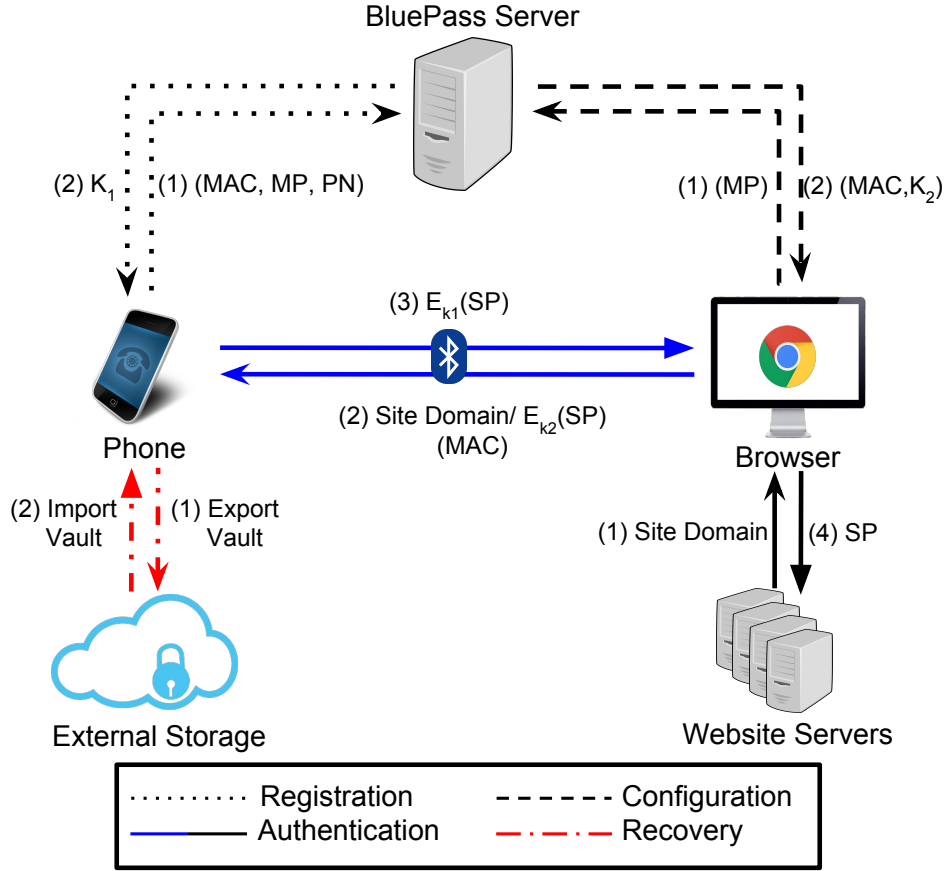 BluePass Server
(2) K₁
(1) (MAC, MP, PN)
(1) (MP)
(2) (MAC,K₂)
(3) Eₖ₁(SP)
(2) Site Domain/ Eₖ₂(SP)
(MAC)
Phone
Browser
(2) Import
Vault
(1) Export
Vault
(1) Site Domain
(4) SP
External Storage
Website Servers
Registration
Configuration
Authentication
Recovery